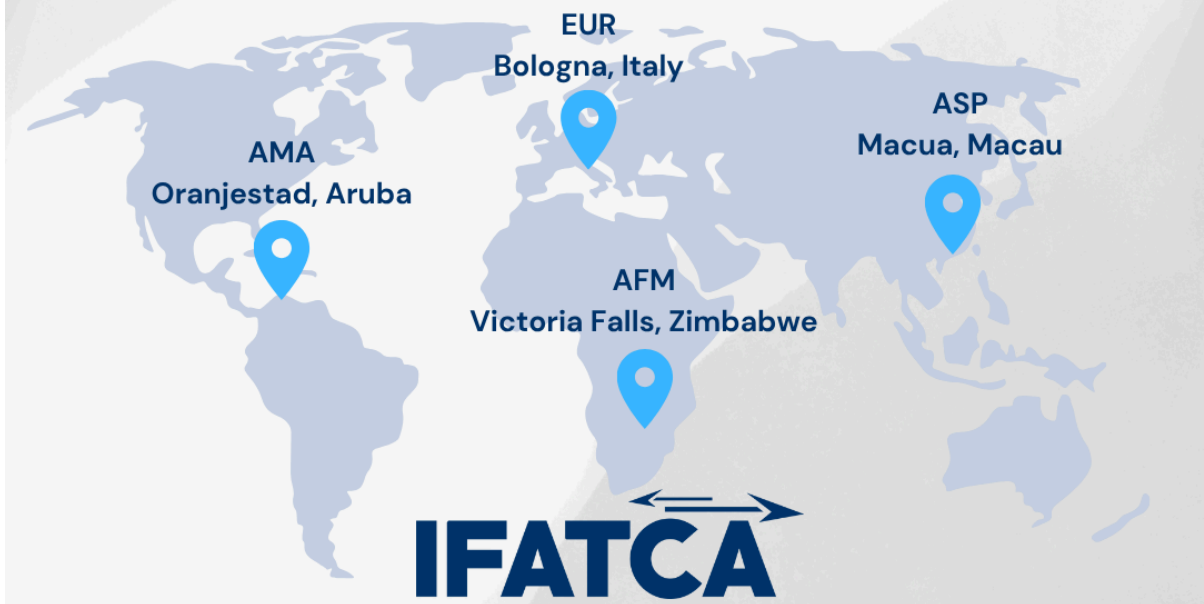 EUR
Bologna, Italy
ASP
Macua, Macau
AMA
Oranjestad, Aruba
AFM
Victoria Falls, Zimbabwe
IFATCA